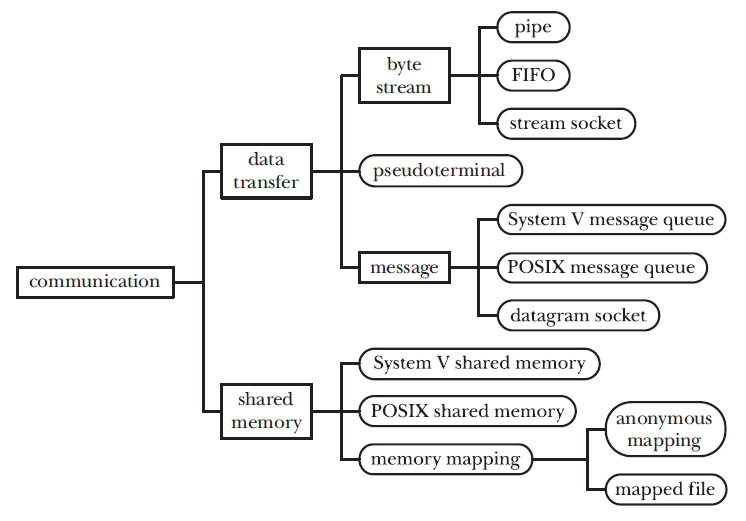 pipe
byte
stream
FIFO
stream socket
data
transfer
pseudoterminal
System V message queue
message
POSIX message queue
communication
datagram socket
System V shared memory
shared
memory
POSIX shared memory
anonymous
mapping
memory mapping
mapped file